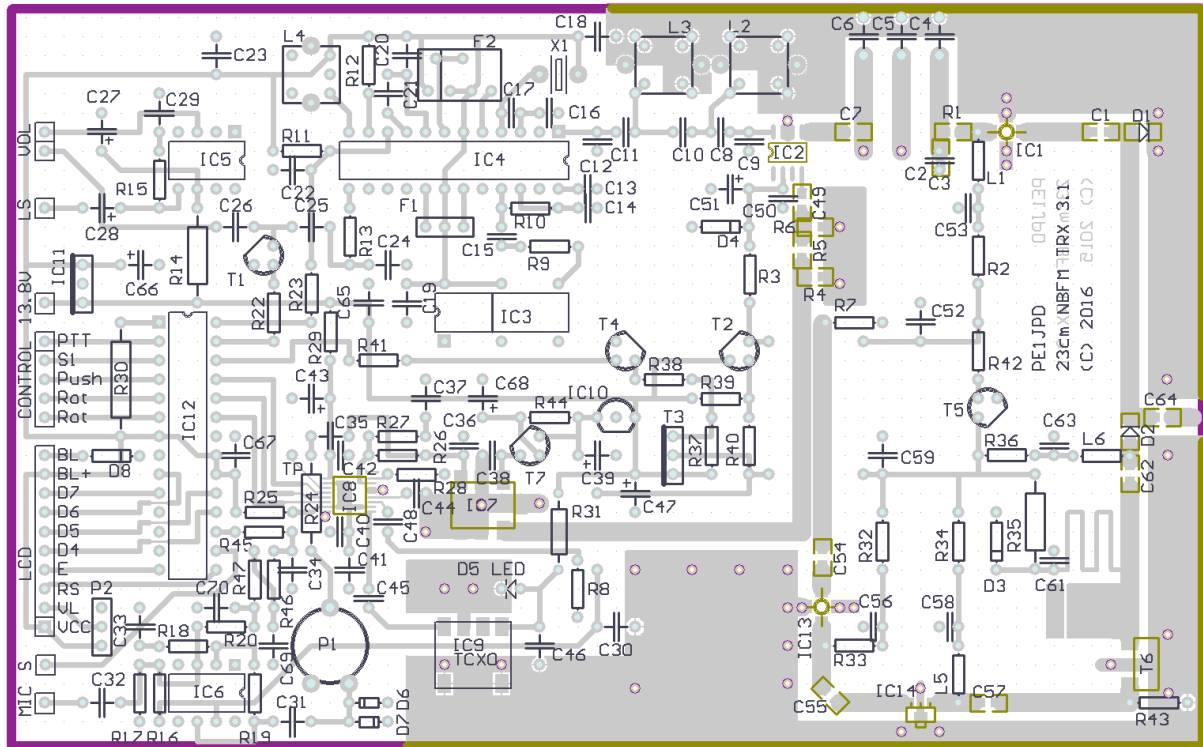 C18
C6
C5
C4
C23
L4
C20
F2
X1
L3
L2
R12
C21
C17
C16
C27
C29
VOL
R11
IC5
IC4
C22
C12
C11
C10
C8
C9
C7
IC2
R1
IC1
C1
D1
C2
C3
L1
R15
C13
C14
R10
C51
C50
C49
LS
C28
C26
C25
F1
C15
R13
D4
R6
C53
PE1JPD
23cm NBFM TRX 3.1
(C) 2016
PE1JPD
(C) 2015
IC11
C66
R14
T1
C24
R9
R3
R5
R4
R2
13.8V
R22
R23
C65
C19
IC3
R7
C52
CONTROL
PTT
S1
Push
Rot
Rot
R30
R29
R41
T4
T2
R42
IC12
C43
C37
C68
R38
R39
IC10
R44
T3
T5
C64
D2
C62
C35
R27
C36
R26
T7
R37
R40
C63
R36
L6
LCD
BL
BL+
D7
D6
D5
D4
E
RS
VL
VCC
D8
C67
TP
C42
R24
IC8
R28
C38
C39
C59
R25
R45
C44
IC7
C47
C48
C40
R31
R35
R32
R34
D3
C61
C54
R47
R46
C34
C41
C45
D5 LED
R8
P2
C70
C33
R18
R20
C69
P1
IC9
TCXO
C46
C30
IC13
C56
C58
R33
S
MIC
C32
IC6
C31
D6
D7
R17
R16
R19
C55
IC14
L5
C57
T6
R43